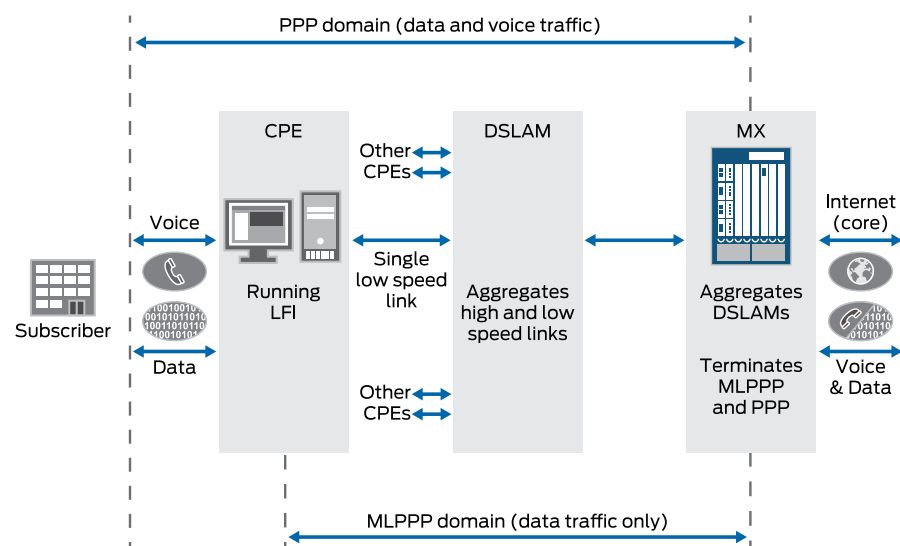 PPP domain (data and voice traffic)
CPE
DSLAM
MX
Other
CPEs
Voice
Internet
(core)
Single
low speed
link
Running
LFI
Aggregates
high and low
speed links
Aggregates
DSLAMs
Subscriber
Data
Terminates
MLPPP
and PPP
Voice
& Data
Other
CPEs
MLPPP domain (data traffic only)